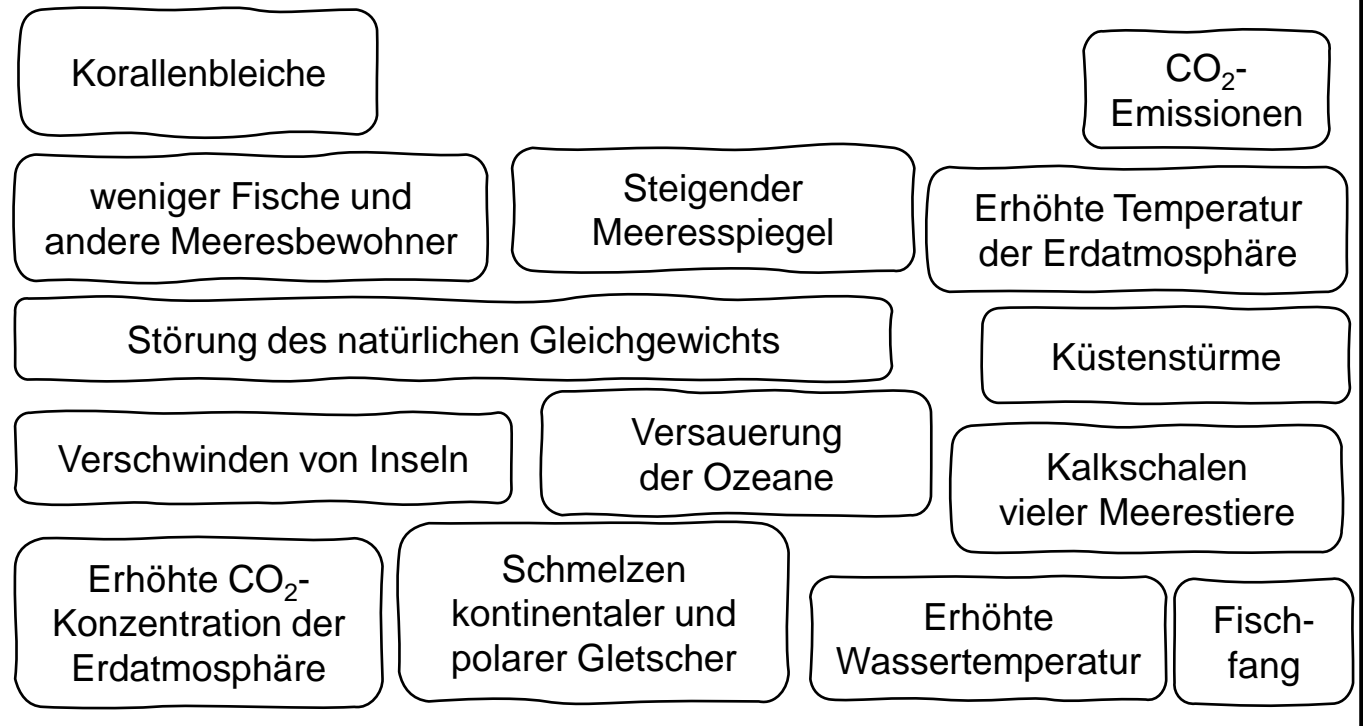 Korallenbleiche
CO₂-
Emissionen
weniger Fische und
andere Meeresbewohner
Steigender
Meeresspiegel
Erhöhte Temperatur
der Erdatmosphäre
Störung des natürlichen Gleichgewichts
Küstenstürme
Verschwinden von Inseln
Versauerung
der Ozeane
Kalkschalen
vieler Meerestiere
Erhöhte CO₂-
Konzentration der
Erdatmosphäre
Schmelzen
kontinentaler und
polarer Gletscher
Erhöhte
Wassertemperatur
Fisch-
fang